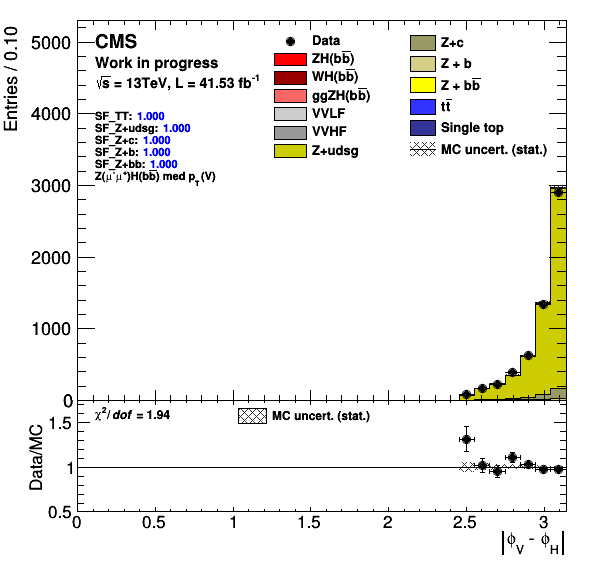 CMS
Work in progress
√s = 13TeV, L = 41.53 fb⁻¹
SF_TT: 1.000
SF_Z+udsg: 1.000
SF_Z+c: 1.000
SF_Z+b: 1.000
SF_Z+bb: 1.000
Z(μ⁻μ⁺)H(bb̅) med p_T(V)
Data
ZH(bb̅)
WH(bb̅)
ggZH(bb̅)
VVLF
VVHF
Z+udsg
Z+c
Z + b
Z + bb̅
tt̅
Single top
MC uncert. (stat.)
Entries / 0.10
5000
4000
3000
2000
1000
0
χ²/dof = 1.94
MC uncert. (stat.)
Data/MC
1.5
1
0.5
0 0.5 1 1.5 2 2.5 3
|ϕ_V - ϕ_H|